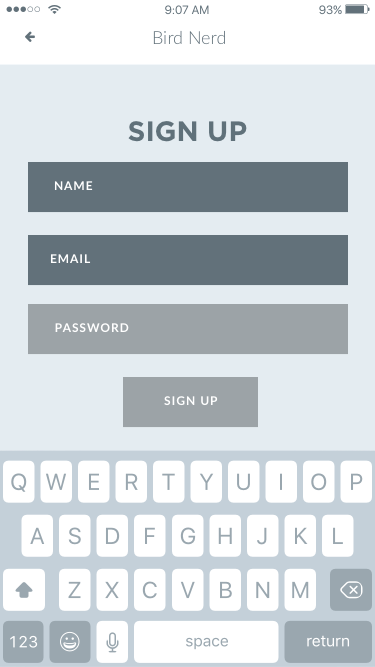 9:07 AM 93%
Bird Nerd
SIGN UP
NAME
EMAIL
PASSWORD
SIGN UP
Q W E R T Y U I O P
A S D F G H J K L
Z X C V B N M
123 space return